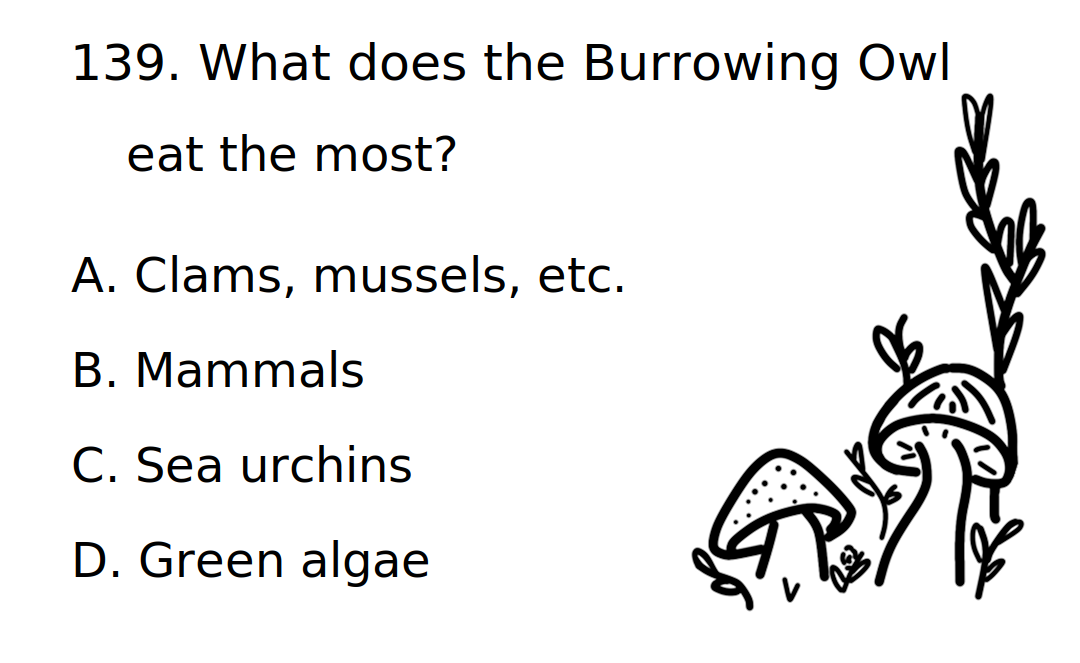 139. What does the Burrowing Owl
eat the most?
A. Clams, mussels, etc.
B. Mammals
C. Sea urchins
D. Green algae